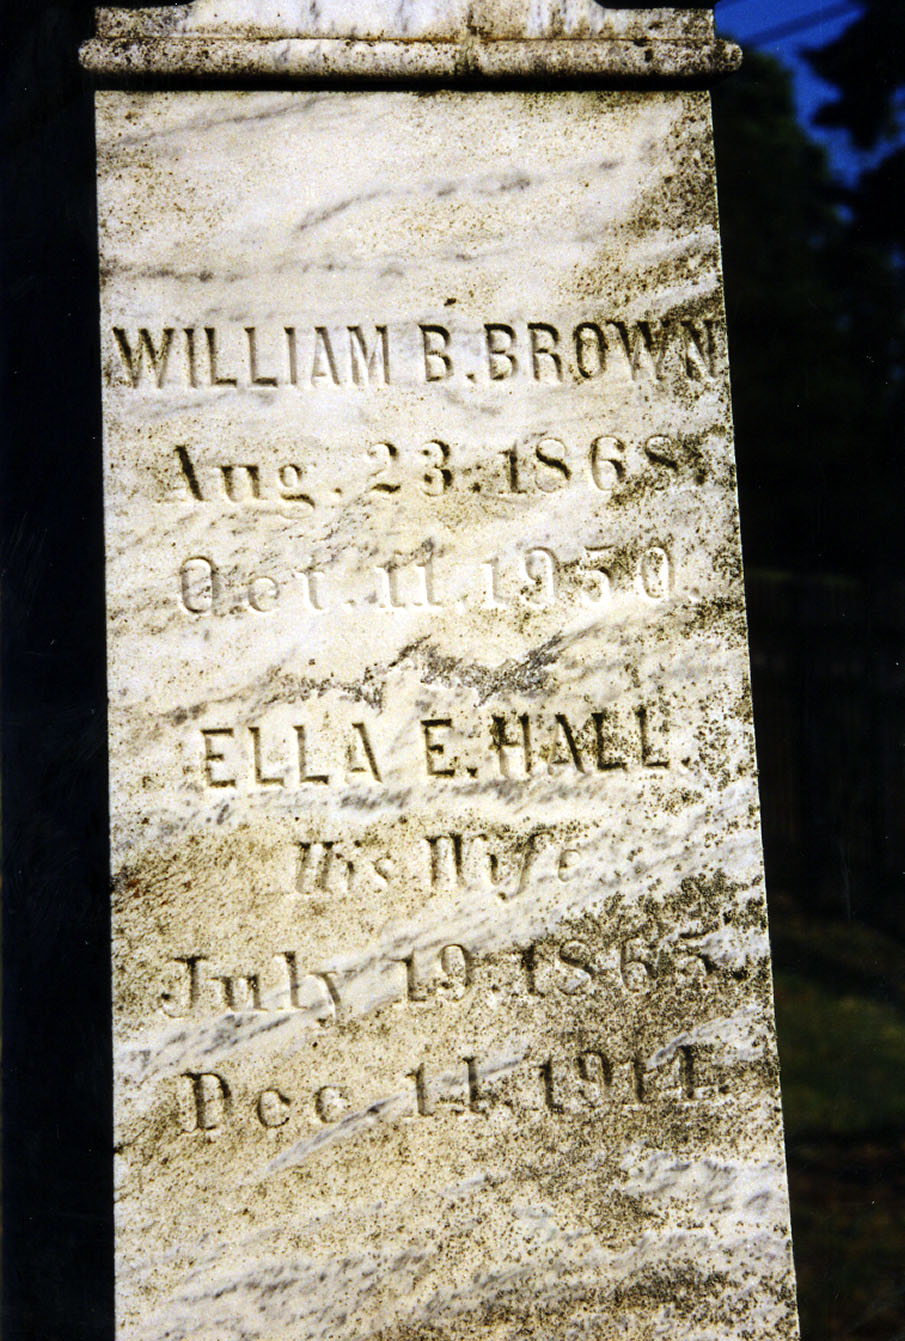 WILLIAM B. BROWN
Aug. 23. 1868
Oct. 11. 1950.
ELLA E. HALL.
His Wife
July 19. 1865
Dec. 14. 1914.